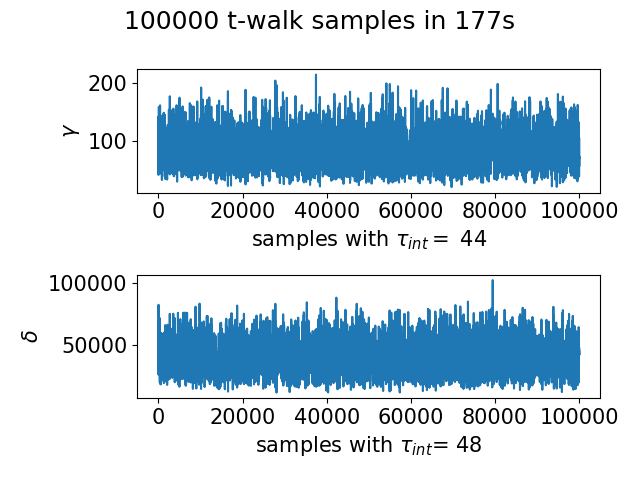 100000 t-walk samples in 177s
200
100
γ
0 20000 40000 60000 80000 100000
samples with τ_int = 44
100000
50000
δ
0 20000 40000 60000 80000 100000
samples with τ_int = 48